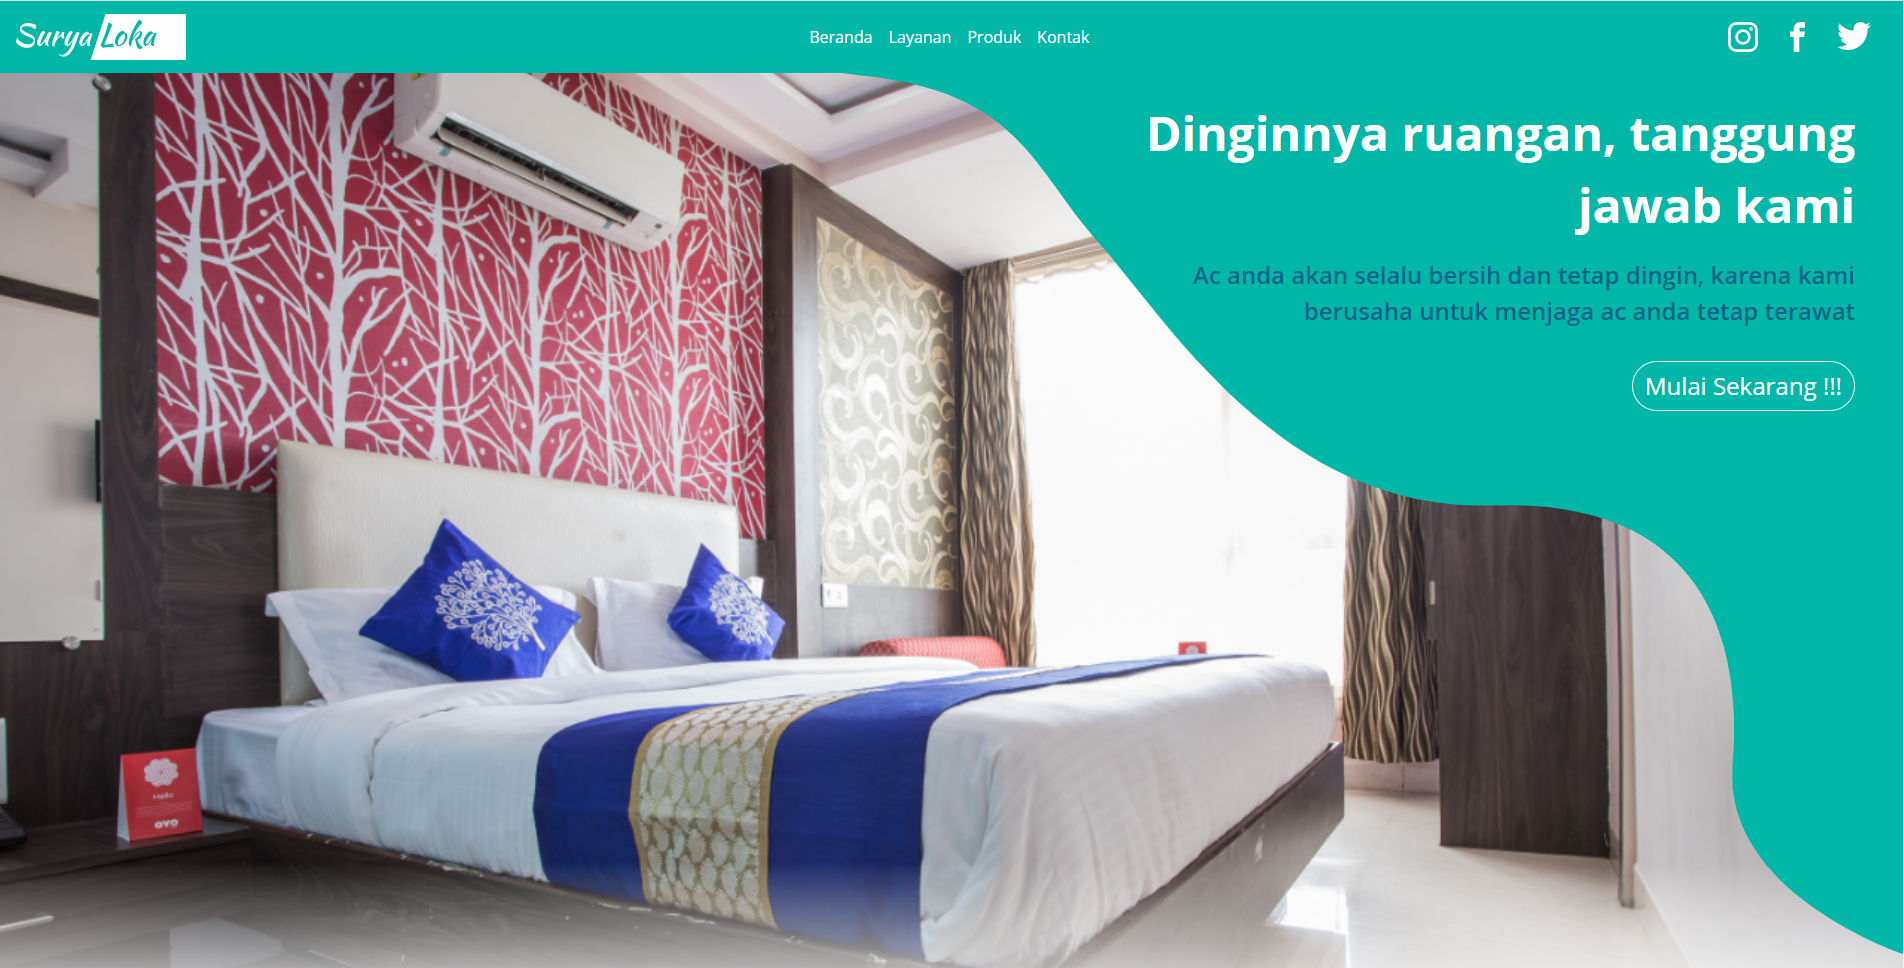 Surya Loka
Beranda Layanan Produk Kontak
Dinginnya ruangan, tanggung
jawab kami
Ac anda akan selalu bersih dan tetap dingin, karena kami
berusaha untuk menjaga ac anda tetap terawat
Mulai Sekarang !!!
Hello
OYO